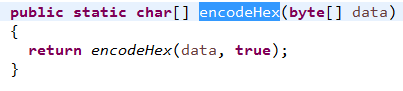 public static char[] encodeHex(byte[] data)
{
  return encodeHex(data, true);
}